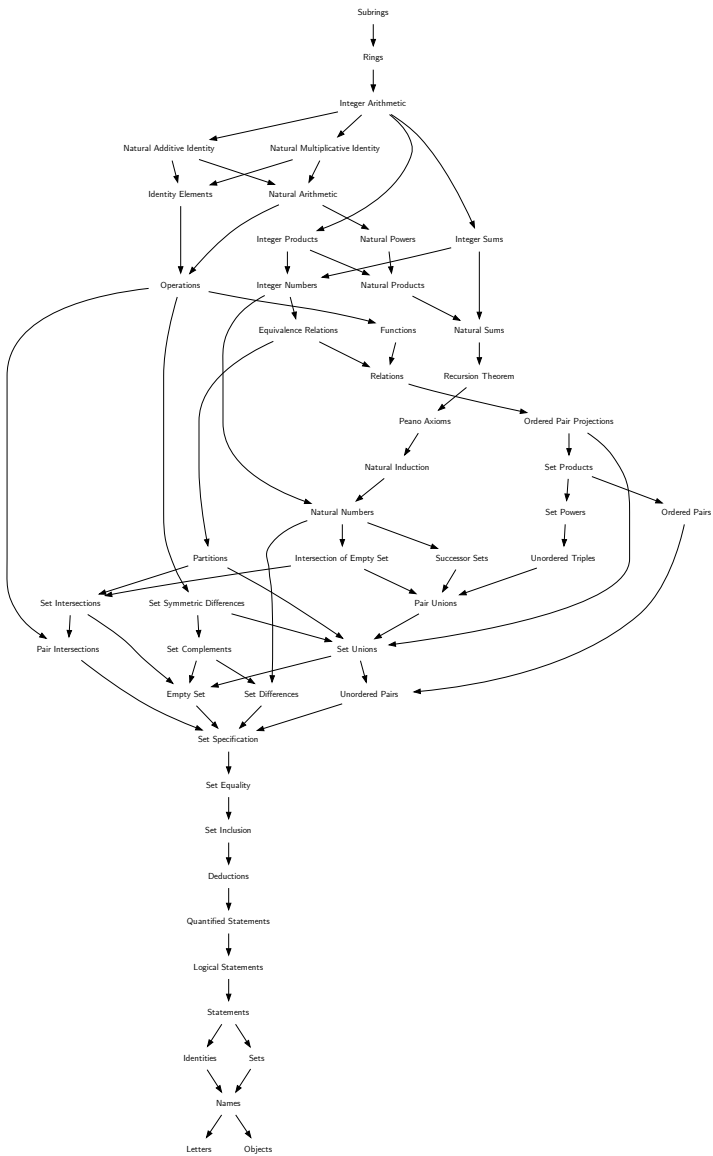 Subrings
Rings
Integer Arithmetic
Natural Additive Identity
Natural Multiplicative Identity
Identity Elements
Natural Arithmetic
Integer Products
Natural Powers
Integer Sums
Operations
Integer Numbers
Natural Products
Equivalence Relations
Functions
Natural Sums
Relations
Recursion Theorem
Peano Axioms
Ordered Pair Projections
Natural Induction
Set Products
Natural Numbers
Set Powers
Ordered Pairs
Partitions
Intersection of Empty Set
Successor Sets
Unordered Triples
Set Intersections
Set Symmetric Differences
Pair Unions
Pair Intersections
Set Complements
Set Unions
Empty Set
Set Differences
Unordered Pairs
Set Specification
Set Equality
Set Inclusion
Deductions
Quantified Statements
Logical Statements
Statements
Identities
Sets
Names
Letters
Objects